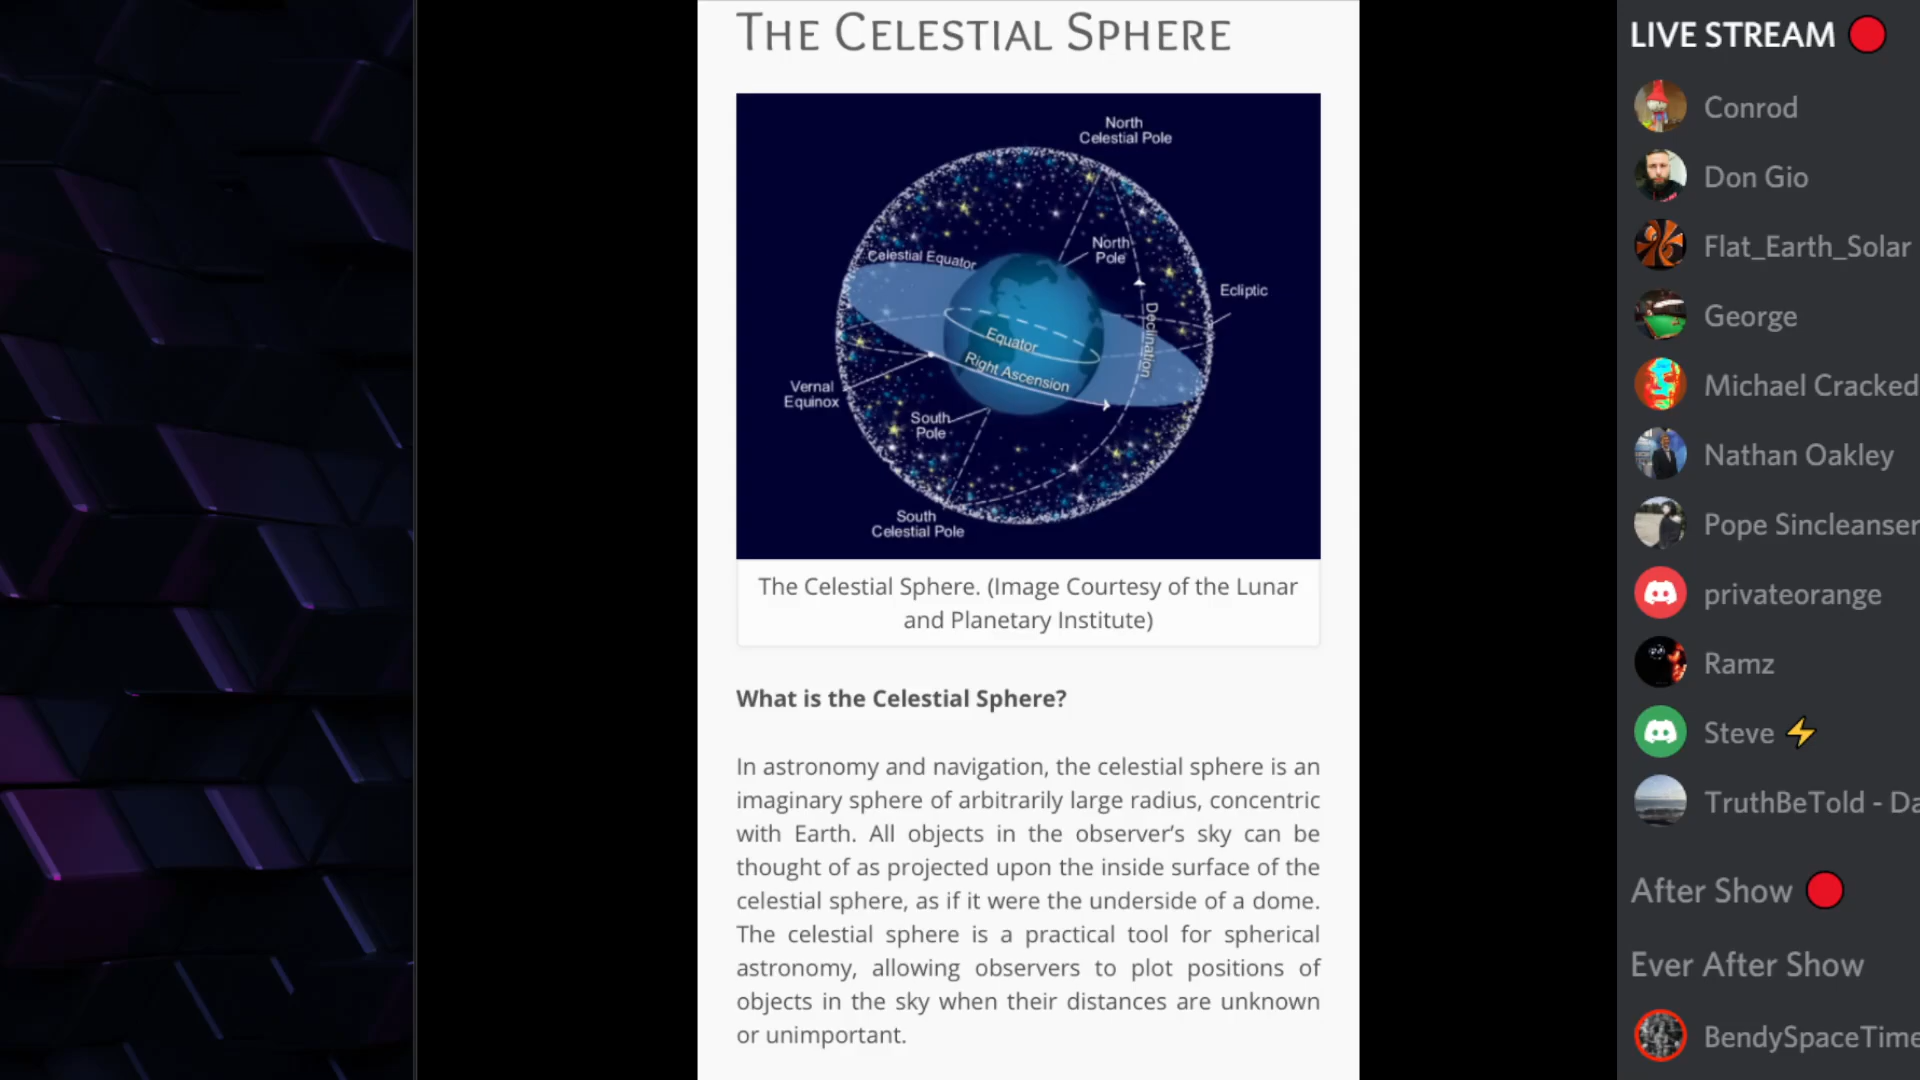 THE CELESTIAL SPHERE
North
Celestial Pole
North
Pole
Celestial Equator
Ecliptic
Declination
Equator
Right Ascension
Vernal
Equinox
South
Pole
South
Celestial Pole
The Celestial Sphere. (Image Courtesy of the Lunar
and Planetary Institute)
What is the Celestial Sphere?
In astronomy and navigation, the celestial sphere is an
imaginary sphere of arbitrarily large radius, concentric
with Earth. All objects in the observer’s sky can be
thought of as projected upon the inside surface of the
celestial sphere, as if it were the underside of a dome.
The celestial sphere is a practical tool for spherical
astronomy, allowing observers to plot positions of
objects in the sky when their distances are unknown
or unimportant.
LIVE STREAM
Conrod
Don Gio
Flat_Earth_Solar
George
Michael Cracked
Nathan Oakley
Pope Sincleanser
privateorange
Ramz
Steve ⚡
TruthBeTold - Da
After Show
Ever After Show
BendySpaceTime